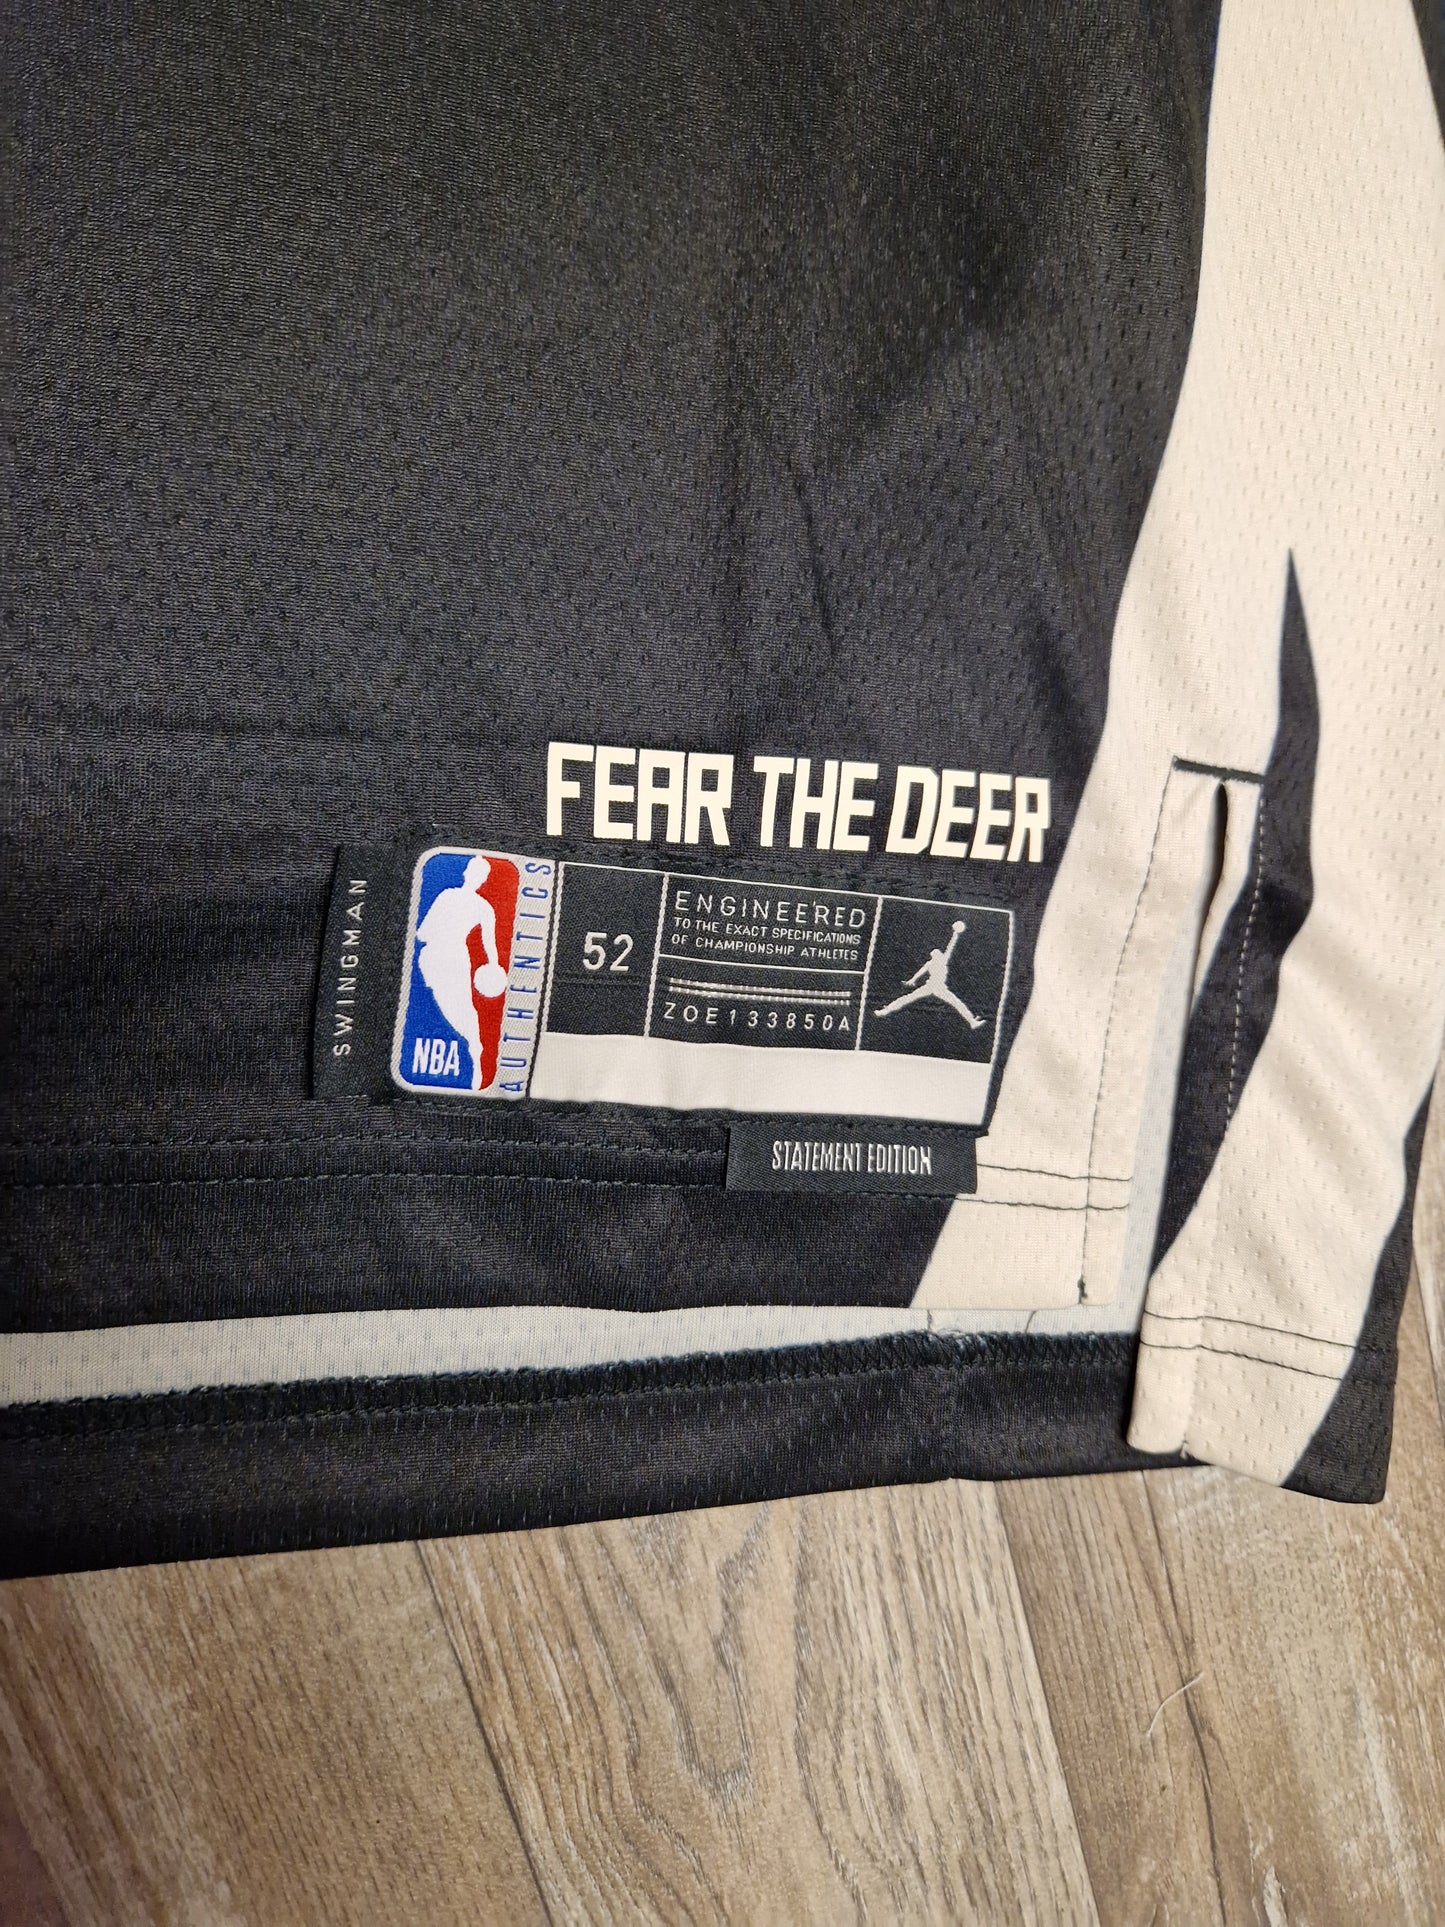 FEAR THE DEER
SWINGMAN
NBA
AUTHENTICS
52
ENGINEERED
TO THE EXACT SPECIFICATIONS
OF CHAMPIONSHIP ATHLETES
ZOE133850A
STATEMENT EDITION